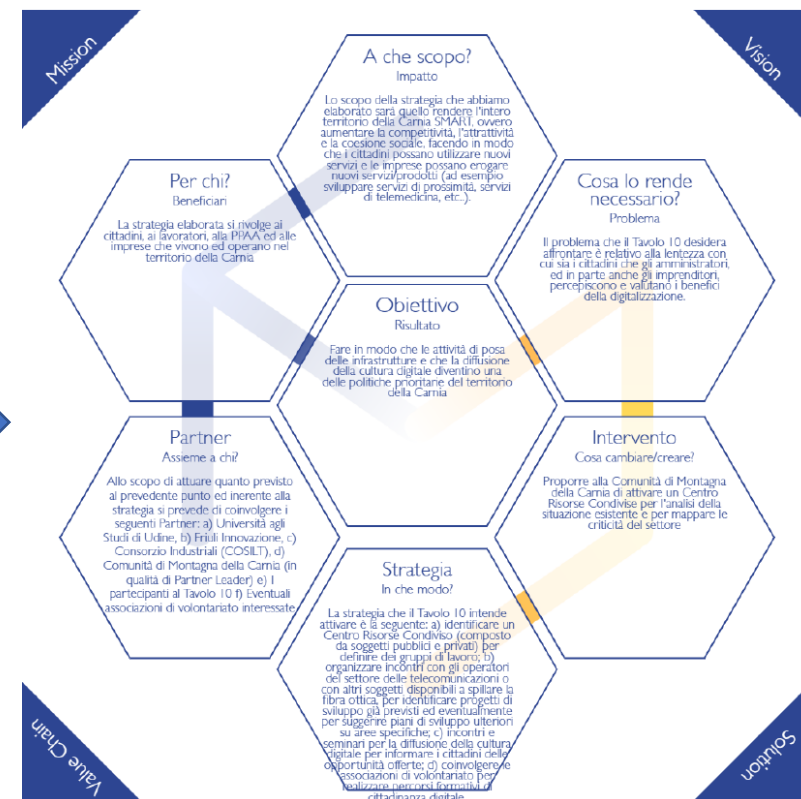 Mission
Vision
A che scopo?
Impatto
Lo scopo della strategia che abbiamo
elaborato sarà quello rendere l'intero
territorio della Carnia SMART, ovvero
aumentare la competitività, l'attrattività
e la coesione sociale, facendo in modo
che i cittadini possano utilizzare nuovi
servizi e le imprese possano erogare
nuovi servizi/prodotti (ad esempio
sviluppare servizi di prossimità, servizi
di telemedicina, etc..).
Per chi?
Beneficiari
La strategia elaborata si rivolge ai
cittadini, ai lavoratori, alla PPAA ed alle
imprese che vivono ed operano nel
territorio della Carnia
Cosa lo rende
necessario?
Problema
Il problema che il Tavolo 10 desidera
affrontare è relativo alla lentezza con
cui sia i cittadini che gli amministratori,
ed in parte anche gli imprenditori,
percepiscono e valutano i benefici
della digitalizzazione.
Obiettivo
Risultato
Fare in modo che le attività di posa
delle infrastrutture e che la diffusione
della cultura digitale diventino una
delle politiche prioritarie del territorio
della Carnia
Partner
Assieme a chi?
Allo scopo di attuare quanto previsto
al prevedente punto ed inerente alla
strategia si prevede di coinvolgere i
seguenti Partner: a) Università agli
Studi di Udine, b) Friuli Innovazione, c)
Consorzio Industriali (COSILT), d)
Comunità di Montagna della Carnia (in
qualità di Partner Leader) e) I
partecipanti al Tavolo 10 f) Eventuali
associazioni di volontariato interessate
Intervento
Cosa cambiare/creare?
Proporre alla Comunità di Montagna
della Carnia di attivare un Centro
Risorse Condivise per l'analisi della
situazione esistente e per mappare le
criticità del settore
Strategia
In che modo?
La strategia che il Tavolo 10 intende
attivare è la seguente: a) identificare un
Centro Risorse Condiviso (composto
da soggetti pubblici e privati) per
definire dei gruppi di lavoro; b)
organizzare incontri con gli operatori
del settore delle telecomunicazioni o
con altri soggetti disponibili a spillare la
fibra ottica, per identificare progetti di
sviluppo già previsti ed eventualmente
per suggerire piani di sviluppo ulteriori
su aree specifiche; c) incontri e
seminari per la diffusione della cultura
digitale per informare i cittadini delle
opportunità offerte; d) coinvolgere le
associazioni di volontariato per
realizzare percorsi formativi di
cittadinanza digitale
Value Chain
Solution